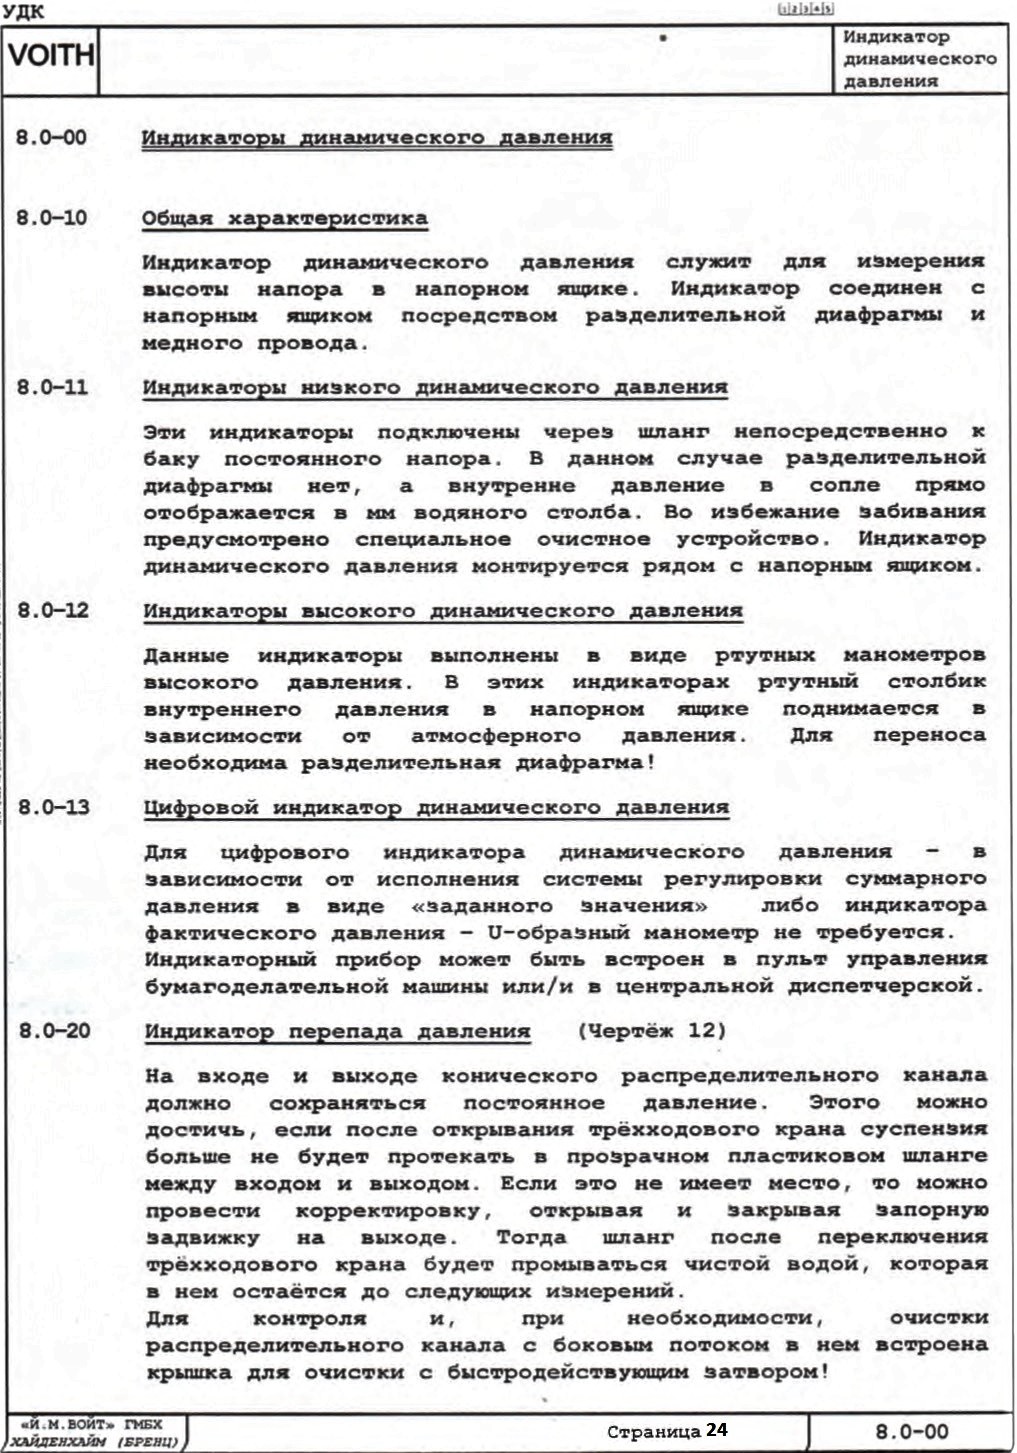 УДК
1 2 3 4 5
VOITH
Индикатор
динамического
давления
8.0-00 Индикаторы динамического давления
8.0-10 Общая характеристика
Индикатор динамического давления служит для измерения
высоты напора в напорном ящике. Индикатор соединен с
напорным ящиком посредством разделительной диафрагмы и
медного провода.
8.0-11 Индикаторы низкого динамического давления
Эти индикаторы подключены через шланг непосредственно к
баку постоянного напора. В данном случае разделительной
диафрагмы нет, а внутренне давление в сопле прямо
отображается в мм водяного столба. Во избежание забивания
предусмотрено специальное очистное устройство. Индикатор
динамического давления монтируется рядом с напорным ящиком.
8.0-12 Индикаторы высокого динамического давления
Данные индикаторы выполнены в виде ртутных манометров
высокого давления. В этих индикаторах ртутный столбик
внутреннего давления в напорном ящике поднимается в
зависимости от атмосферного давления. Для переноса
необходима разделительная диафрагма!
8.0-13 Цифровой индикатор динамического давления
Для цифрового индикатора динамического давления - в
зависимости от исполнения системы регулировки суммарного
давления в виде «заданного значения» либо индикатора
фактического давления - U-образный манометр не требуется.
Индикаторный прибор может быть встроен в пульт управления
бумагоделательной машины или/и в центральной диспетчерской.
8.0-20 Индикатор перепада давления (Чертёж 12)
На входе и выходе конического распределительного канала
должно сохраняться постоянное давление. Этого можно
достичь, если после открывания трёхходового крана суспензия
больше не будет протекать в прозрачном пластиковом шланге
между входом и выходом. Если это не имеет место, то можно
провести корректировку, открывая и закрывая запорную
задвижку на выходе. Тогда шланг после переключения
трёхходового крана будет промываться чистой водой, которая
в нем остаётся до следующих измерений.
Для контроля и, при необходимости, очистки
распределительного канала с боковым потоком в нем встроена
крышка для очистки с быстродействующим затвором!
«Й.М.ВОЙТ» ГМБХ
ХАЙДЕНХАЙМ (БРЕНЦ)
Страница 24
8.0-00